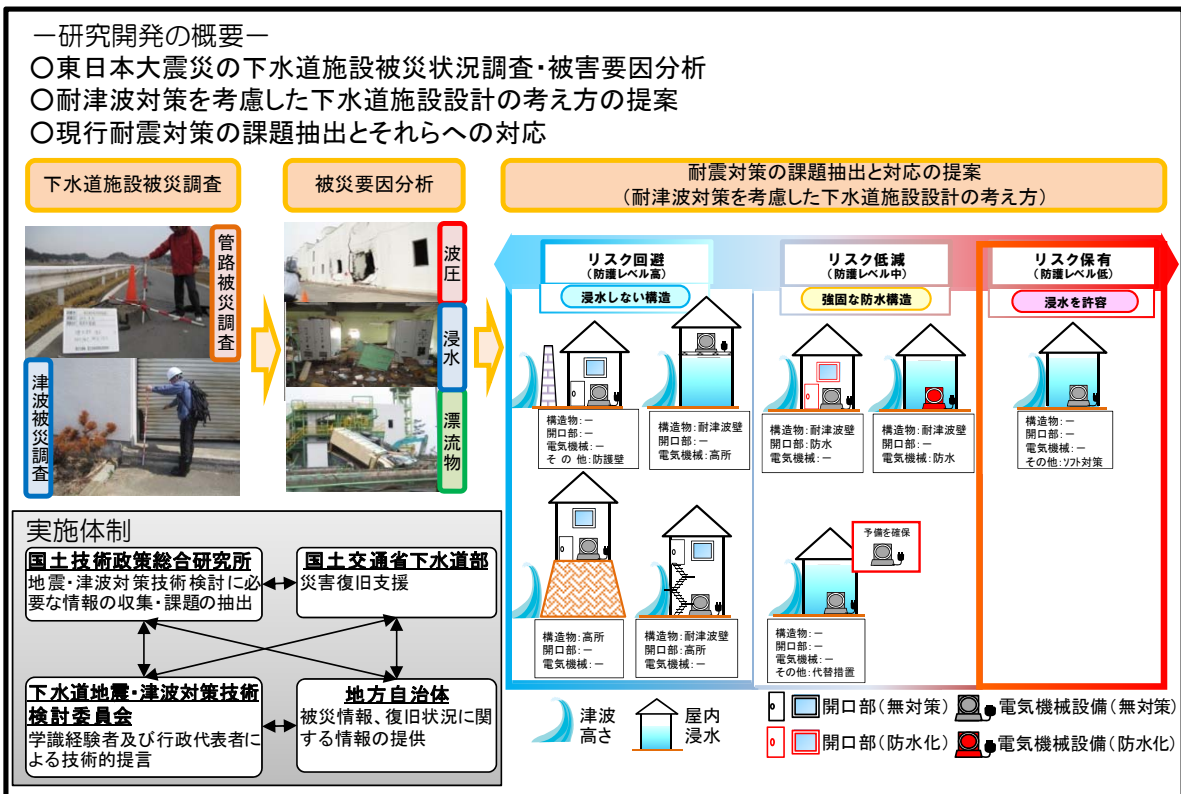 －研究開発の概要－
○東日本大震災の下水道施設被災状況調査・被害要因分析
○耐津波対策を考慮した下水道施設設計の考え方の提案
○現行耐震対策の課題抽出とそれらへの対応
下水道施設被災調査
管路被災調査
津波被災調査
被災要因分析
波圧
浸水
漂流物
耐震対策の課題抽出と対応の提案
（耐津波対策を考慮した下水道施設設計の考え方）
リスク回避
（防護レベル高）
浸水しない構造
構造物：－
開口部：－
電気機械：－
そ の 他：防護壁
構造物：耐津波壁
開口部：－
電気機械：高所
構造物：高所
開口部：－
電気機械：－
構造物：耐津波壁
開口部：高所
電気機械：－
リスク低減
（防護レベル中）
強固な防水構造
構造物：耐津波壁
開口部：防水
電気機械：－
構造物：耐津波壁
開口部：－
電気機械：防水
予備を確保
構造物：－
開口部：－
電気機械：－
その他：代替措置
リスク保有
（防護レベル低）
浸水を許容
構造物：－
開口部：－
電気機械：－
その他：ソフト対策
実施体制
国土技術政策総合研究所
地震・津波対策技術検討に必
要な情報の収集・課題の抽出
国土交通省下水道部
災害復旧支援
下水道地震・津波対策技術
検討委員会
学識経験者及び行政代表者に
よる技術的提言
地方自治体
被災情報、復旧状況に関
する情報の提供
津波
高さ
屋内
浸水
開口部（無対策）
電気機械設備（無対策）
開口部（防水化）
電気機械設備（防水化）